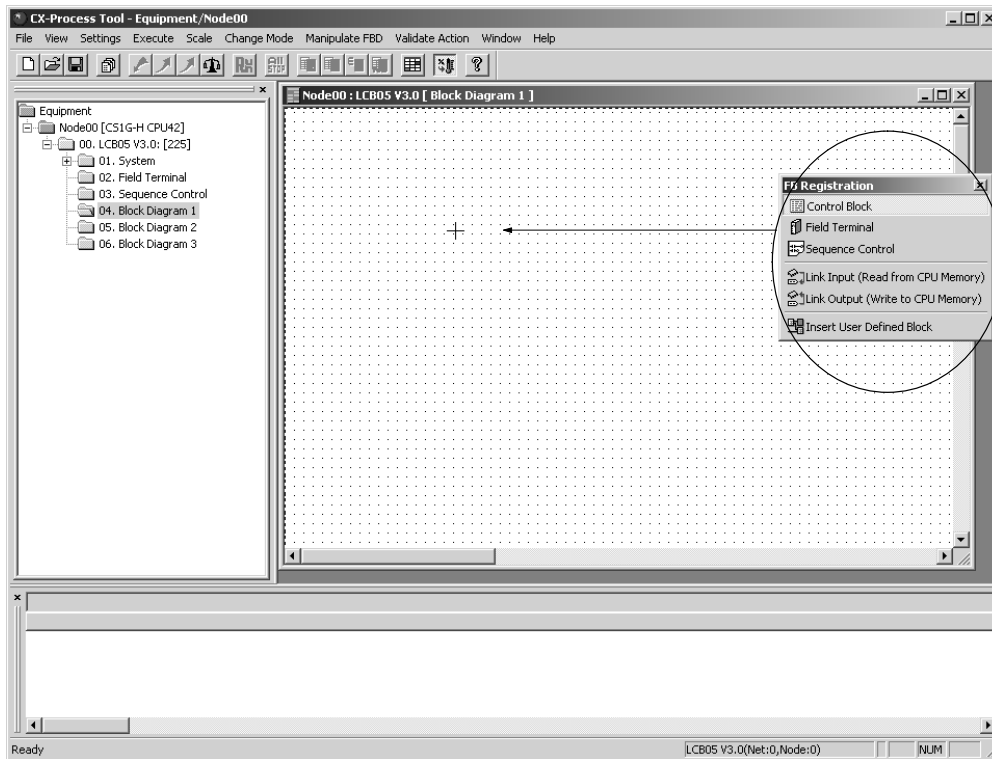 CX-Process Tool - Equipment/Node00
File View Settings Execute Scale Change Mode Manipulate FBD Validate Action Window Help
Equipment
Node00 [CS1G-H CPU42]
00. LCB05 V3.0: [225]
01. System
02. Field Terminal
03. Sequence Control
04. Block Diagram 1
05. Block Diagram 2
06. Block Diagram 3
Node00 : LCB05 V3.0 [ Block Diagram 1 ]
FB Registration
Control Block
Field Terminal
Sequence Control
Link Input (Read from CPU Memory)
Link Output (Write to CPU Memory)
Insert User Defined Block
Ready
LCB05 V3.0(Net:0,Node:0)
NUM